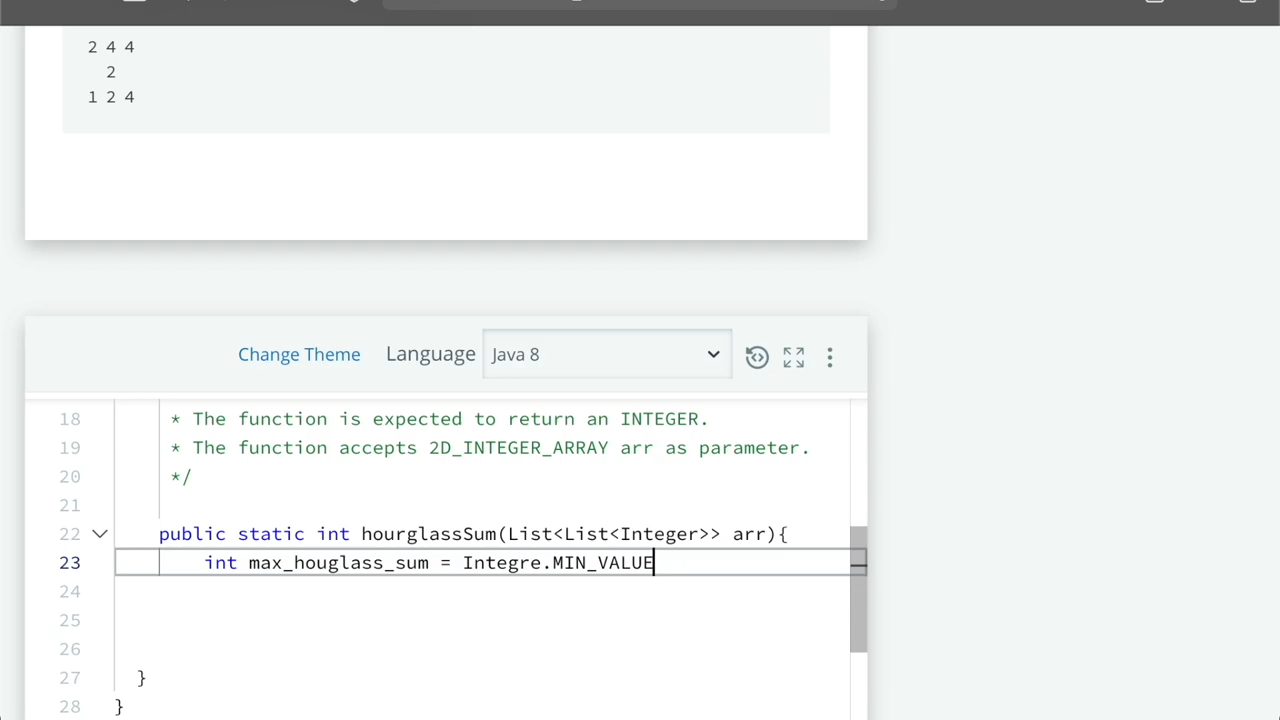 2 4 4
2
1 2 4
Change Theme Language Java 8
18 * The function is expected to return an INTEGER.
19 * The function accepts 2D_INTEGER_ARRAY arr as parameter.
20 */
21
22 public static int hourglassSum(List<List<Integer>> arr){
23 int max_houglass_sum = Integre.MIN_VALUE
24
25
26
27 }
28 }